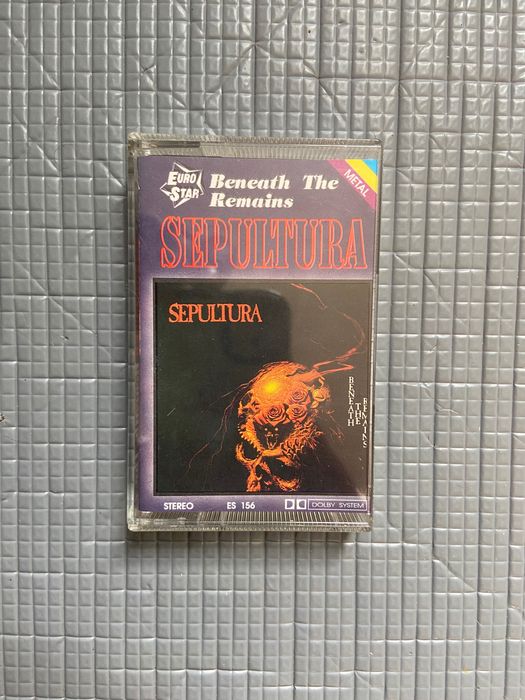 EURO
STAR
Beneath The
Remains
METAL
SEPULTURA
SEPULTURA
BENEATH
THE
REMAINS
STEREO ES 156 DOLBY SYSTEM